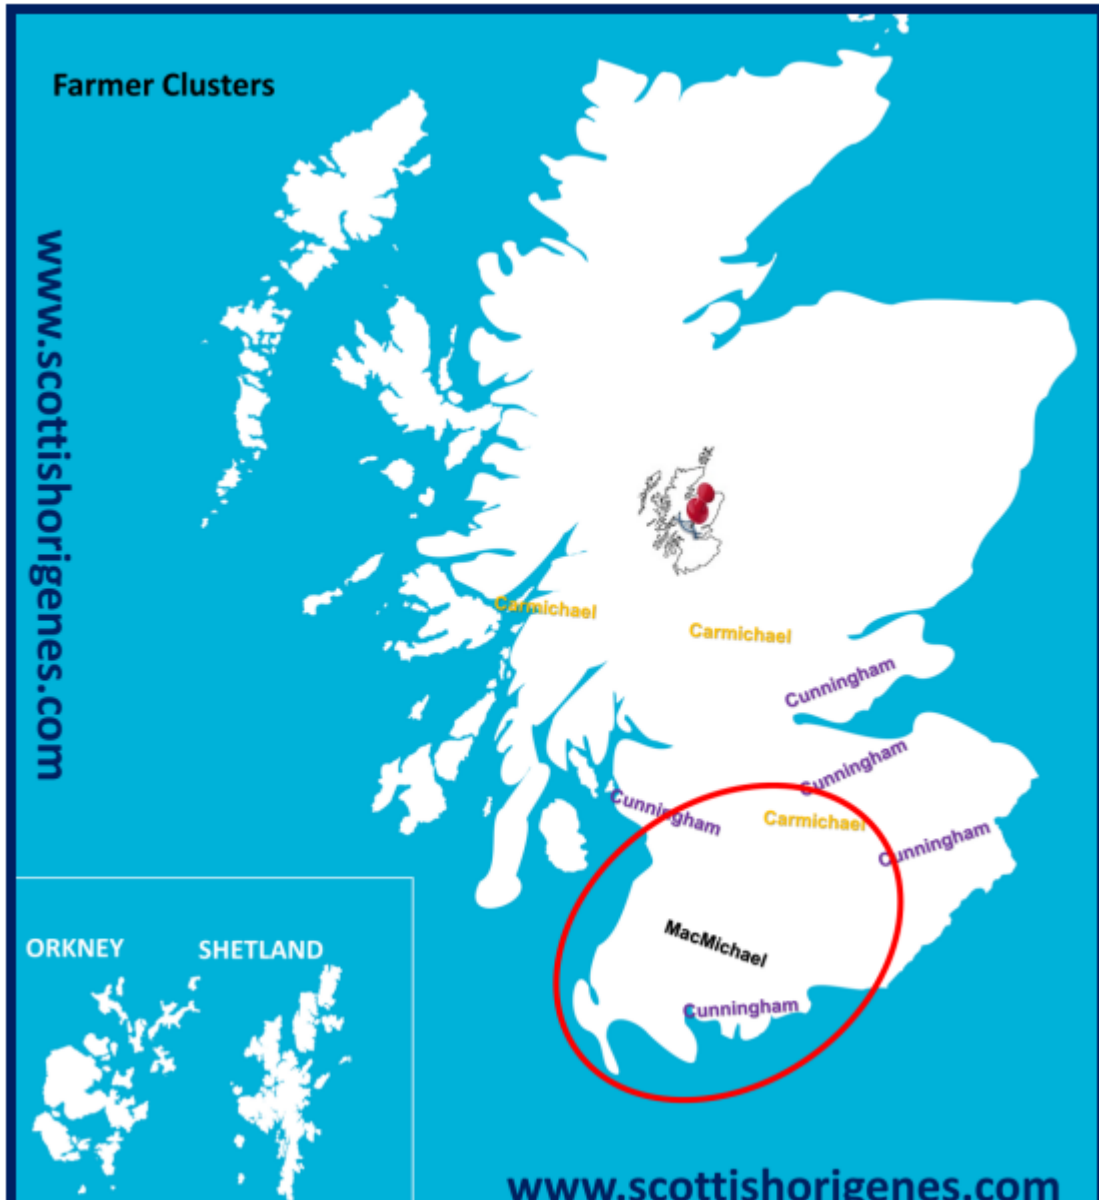 Farmer Clusters
www.scottishorigenes.com
Carmichael
Carmichael
Cunningham
Cunningham
Cunningham
Carmichael
Cunningham
MacMichael
Cunningham
ORKNEY
SHETLAND
www.scottishorigenes.com